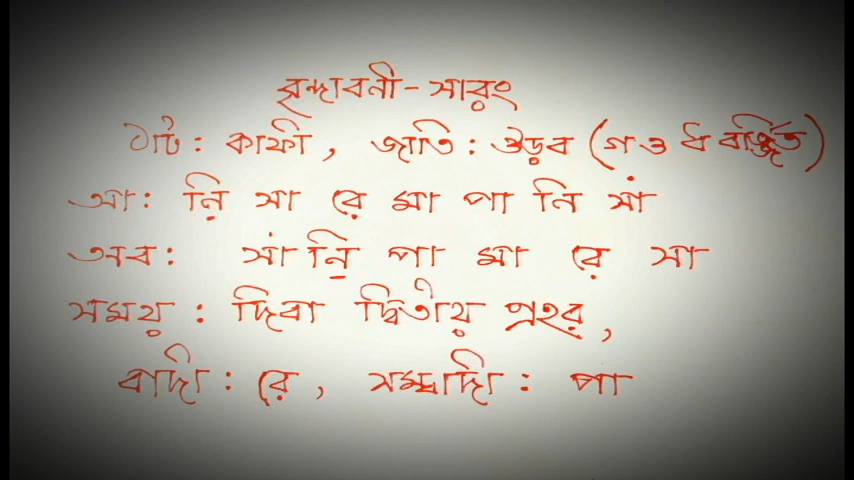 বৃন্দাবনী-সারং
ঠাট: কাফী, জাতি: ঔড়ব (গ ও ধ বর্জ্জিত)
আ: নি় সা রে মা পা নি র্সা
অব: র্সা নি॒ পা মা রে সা
সময়: দিবা দ্বিতীয় প্রহর,
বাদী: রে, সম্বাদী: পা